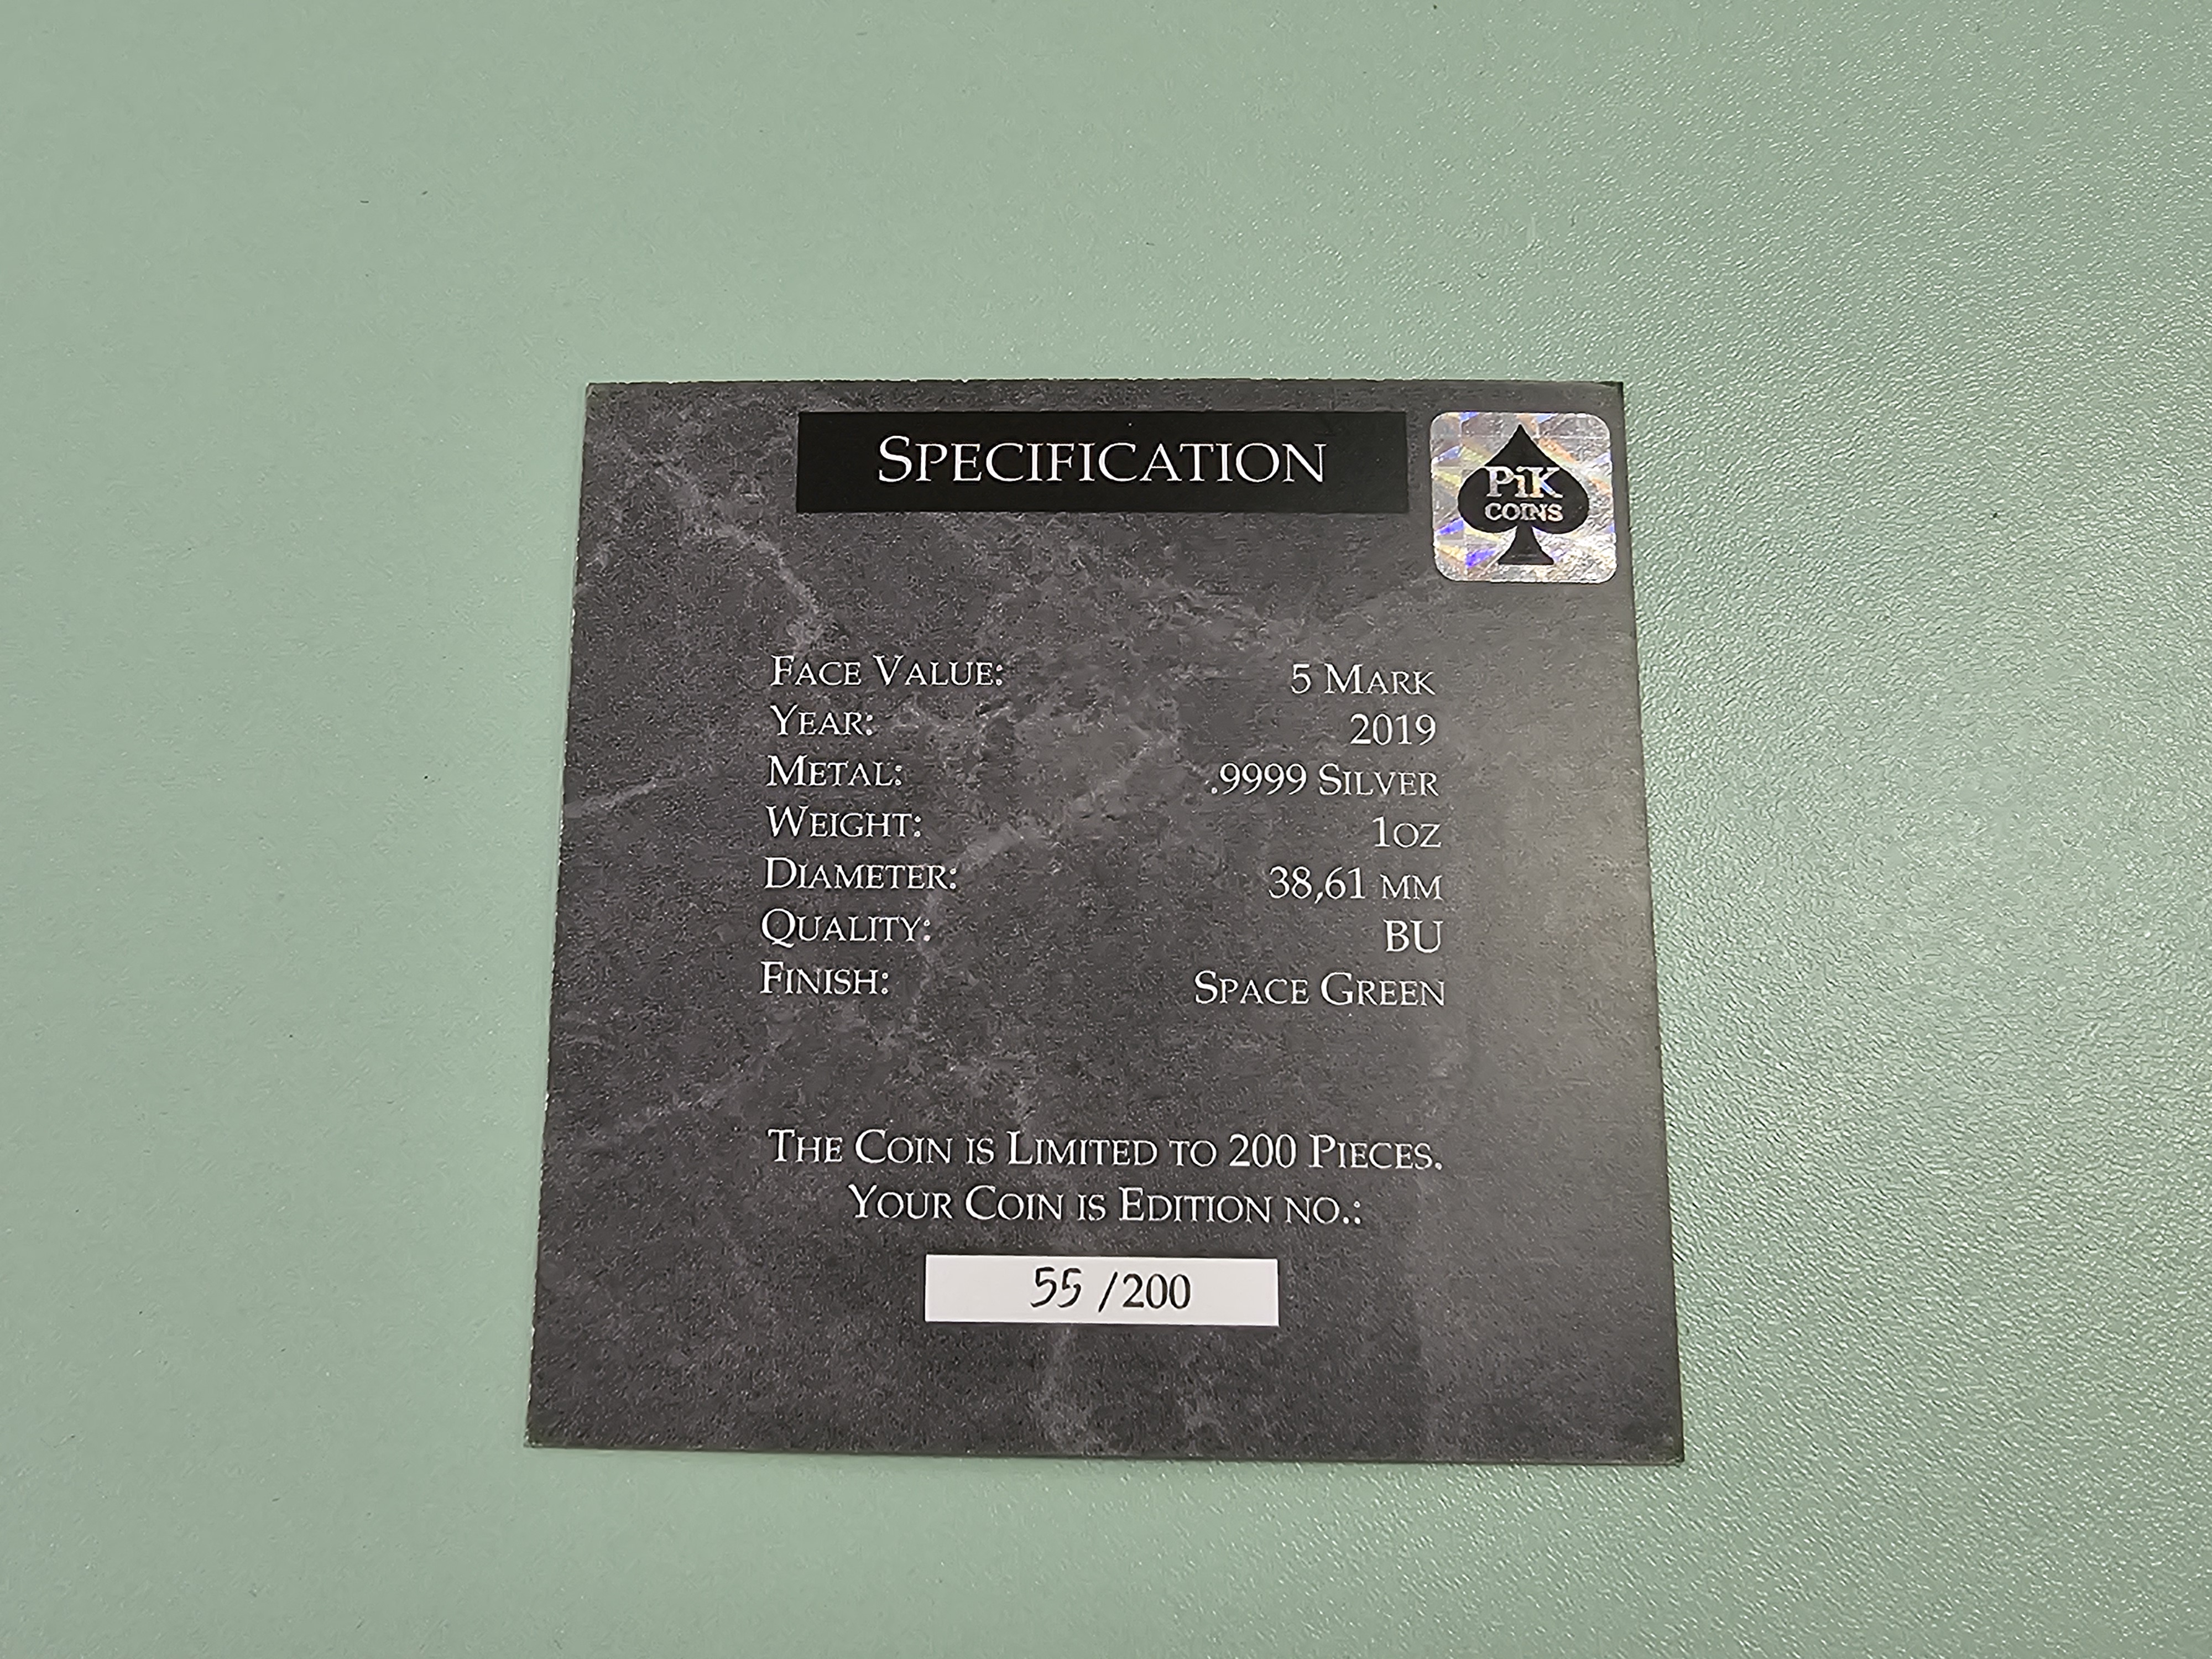 SPECIFICATION
PiK
COINS
FACE VALUE: 5 MARK
YEAR: 2019
METAL: .9999 SILVER
WEIGHT: 1OZ
DIAMETER: 38,61 MM
QUALITY: BU
FINISH: SPACE GREEN
THE COIN IS LIMITED TO 200 PIECES.
YOUR COIN IS EDITION NO.:
55 /200